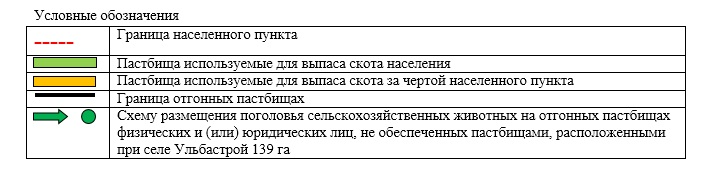 Условные обозначения
Граница населенного пункта
Пастбища используемые для выпаса скота населения
Пастбища используемые для выпаса скота за чертой населенного пункта
Граница отгонных пастбищах
Схему размещения поголовья сельскохозяйственных животных на отгонных пастбищах
физических и (или) юридических лиц, не обеспеченных пастбищами, расположенными
при селе Ульбастрой 139 га